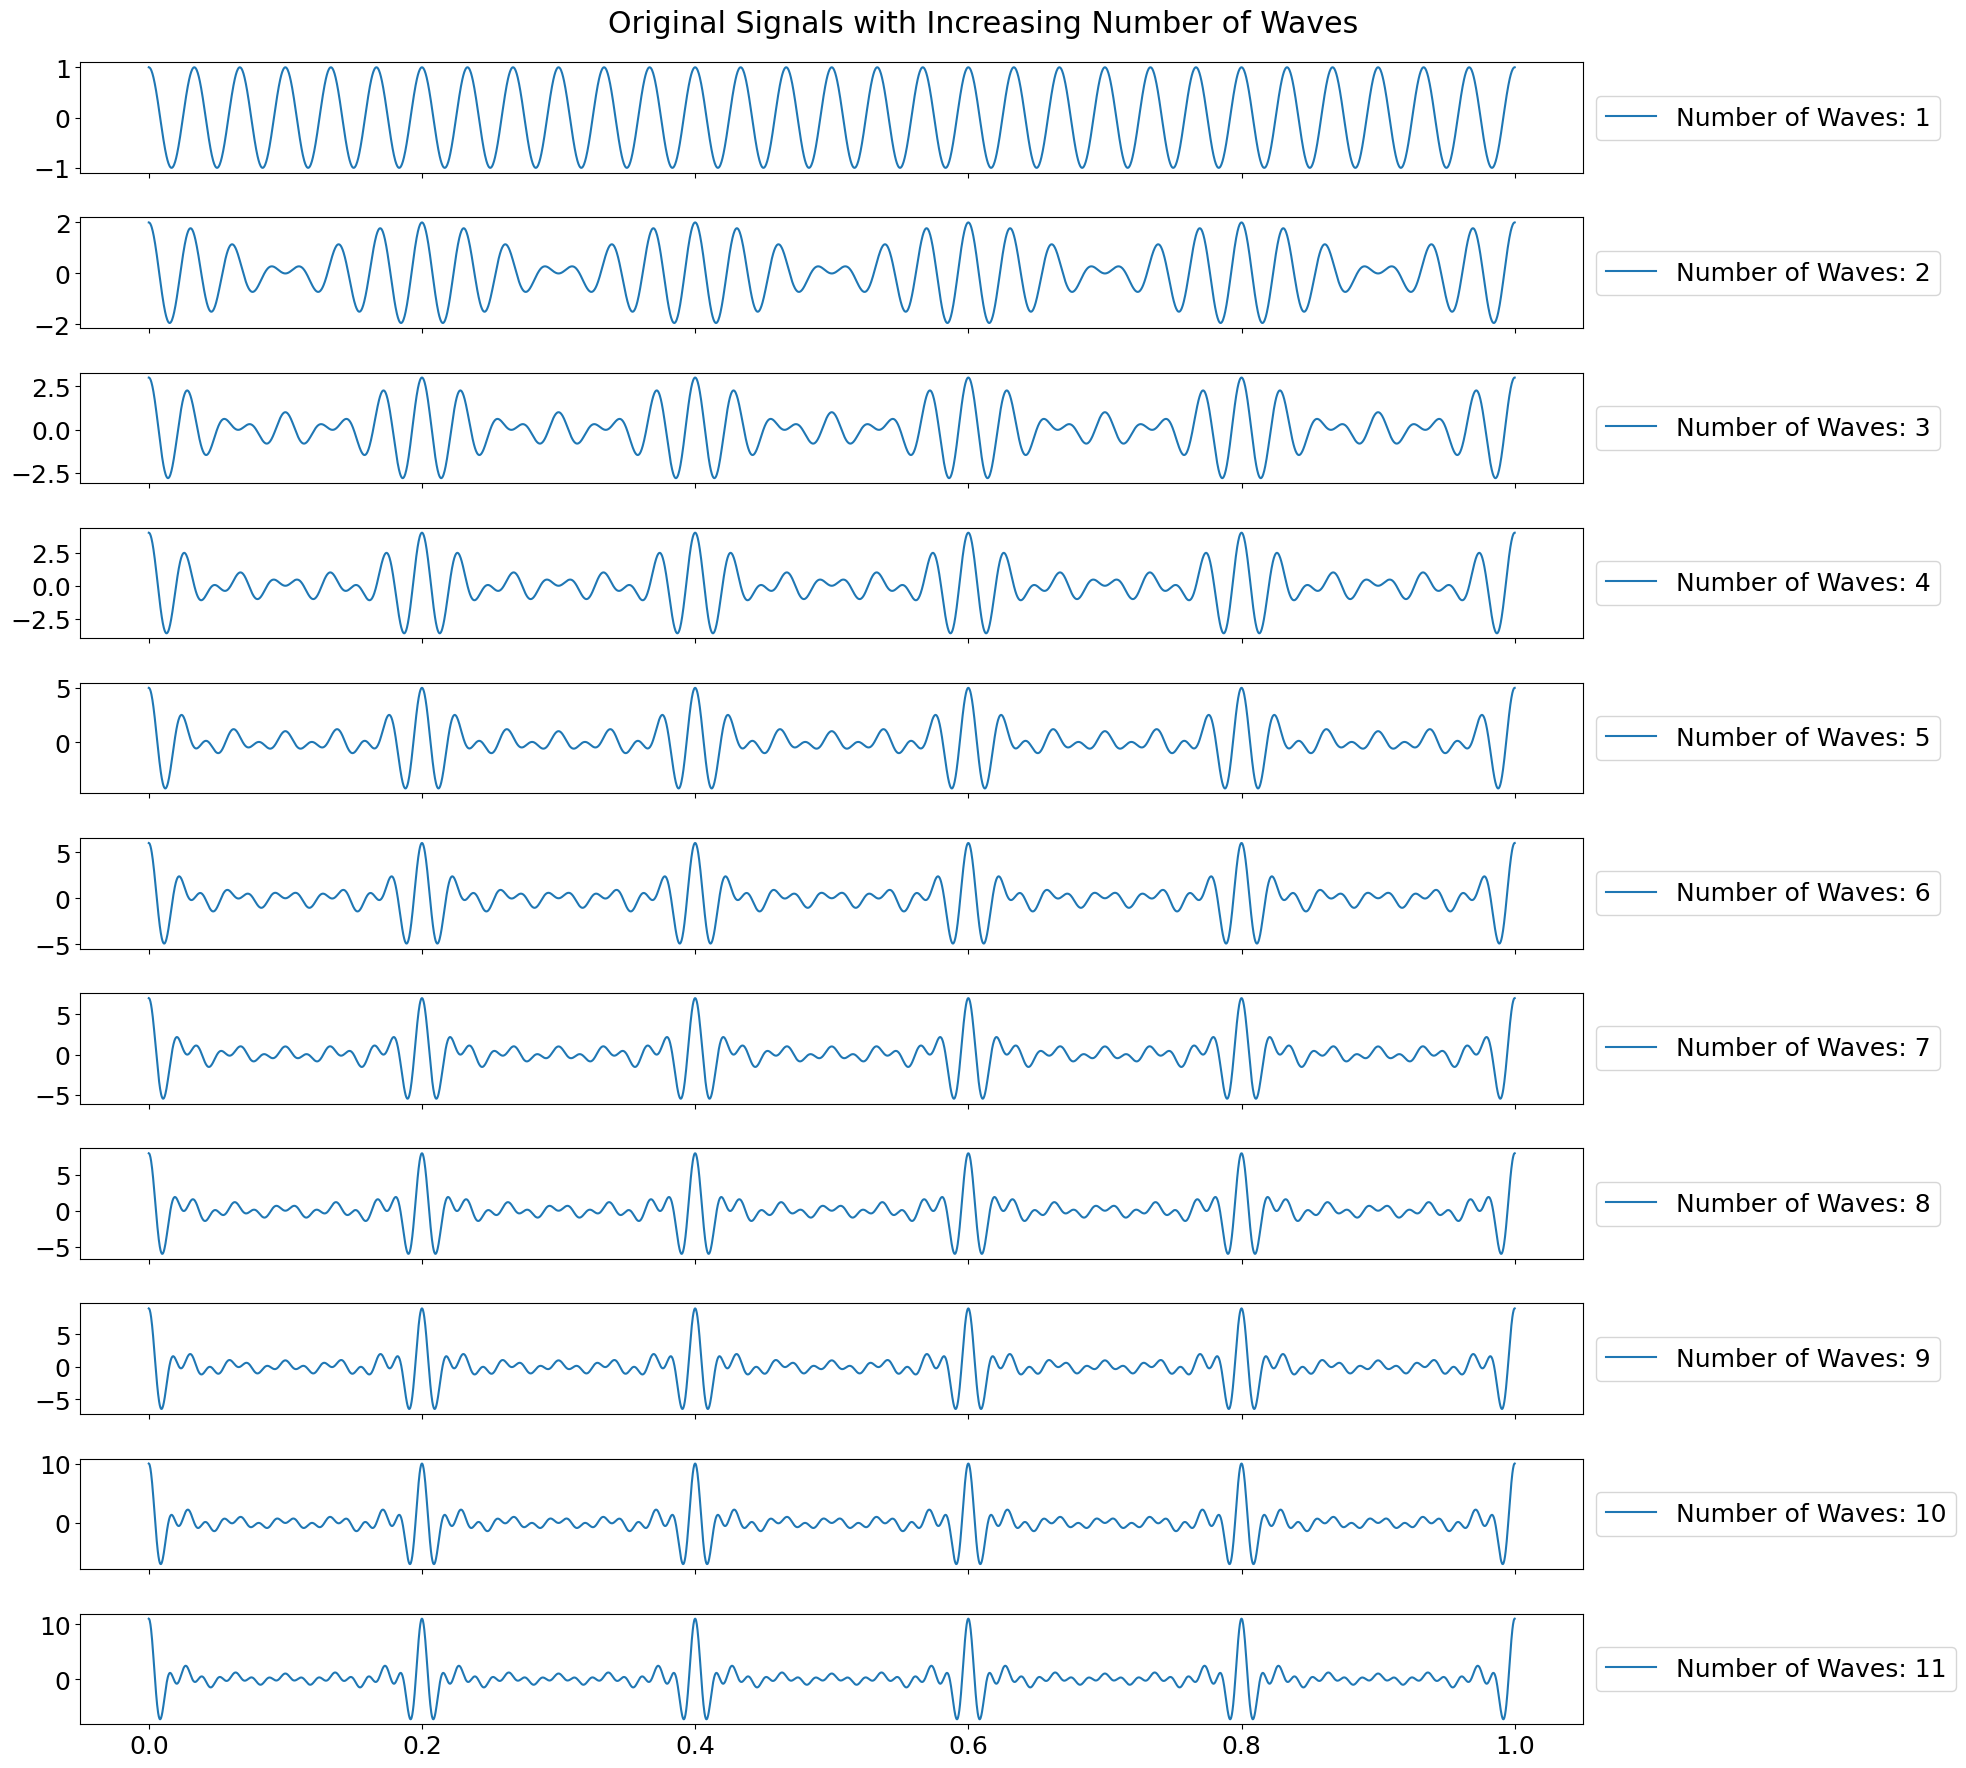 Original Signals with Increasing Number of Waves
1
0
−1
Number of Waves: 1
2
0
−2
Number of Waves: 2
2.5
0.0
−2.5
Number of Waves: 3
2.5
0.0
−2.5
Number of Waves: 4
5
0
Number of Waves: 5
5
0
−5
Number of Waves: 6
5
0
−5
Number of Waves: 7
5
0
−5
Number of Waves: 8
5
0
−5
Number of Waves: 9
10
0
Number of Waves: 10
10
0
Number of Waves: 11
0.0 0.2 0.4 0.6 0.8 1.0